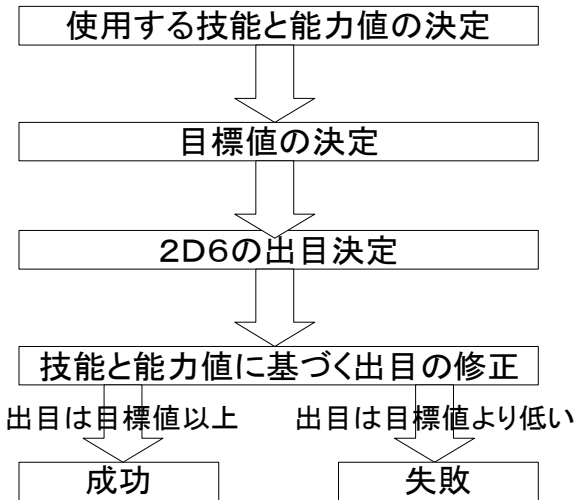 使用する技能と能力値の決定
目標値の決定
2D6の出目決定
技能と能力値に基づく出目の修正
出目は目標値以上
出目は目標値より低い
成功
失敗